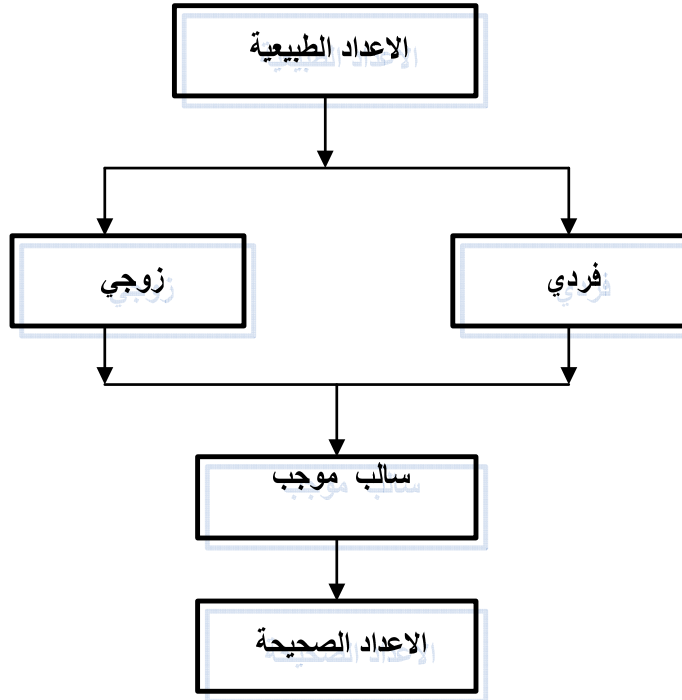 الاعداد الطبيعية
فردي
زوجي
سالب موجب
الاعداد الصحيحة